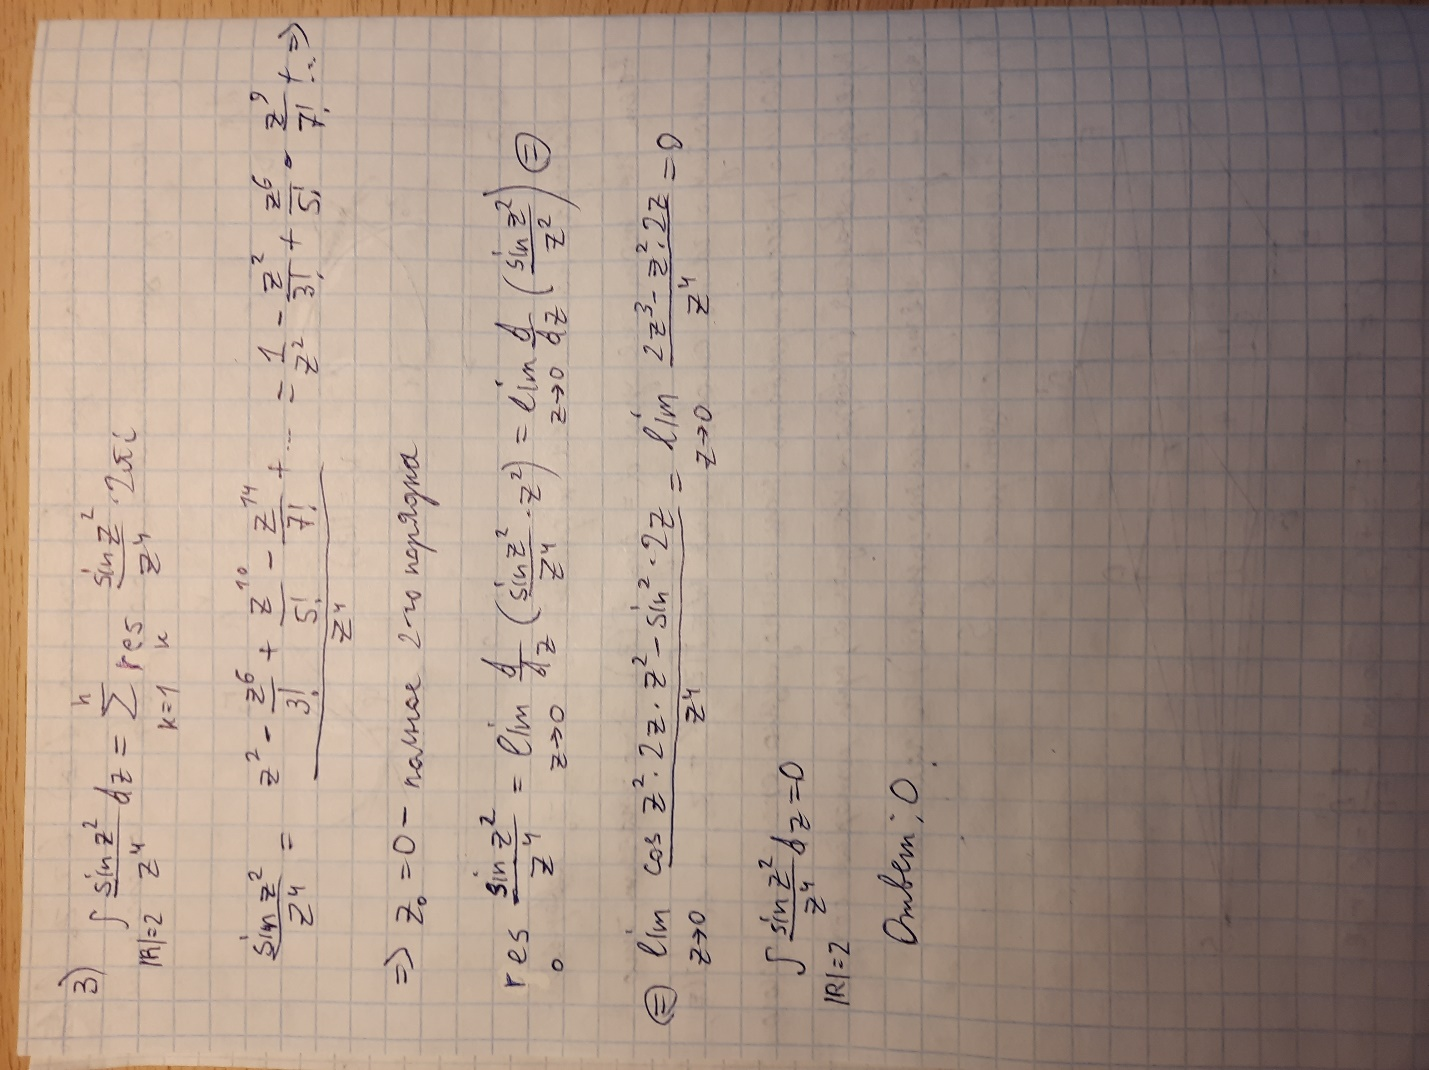 3) ∫ |R|=2 sin z² / z⁴ dz = Σ k=1 n res k sin z² / z⁴ · 2πi
sin z² / z⁴ = (z² - z⁶/3! + z¹⁰/5! - z¹⁴/7! + ...) / z⁴ = 1/z² - z²/3! + z⁶/5! - z⁹/7! + ... ⇒
⇒ z₀ = 0 - полюс 2-го порядка
res 0 sin z² / z⁴ = lim z→0 d/dz (sin z² / z⁴ · z²) = lim z→0 d/dz (sin z² / z²) ⊜
⊜ lim z→0 (cos z² · 2z · z² - sin² · 2z) / z⁴ = lim z→0 (2z³ - z² · 2z) / z⁴ = 0
∫ |R|=2 sin z² / z⁴ dz = 0
Ответ: 0.